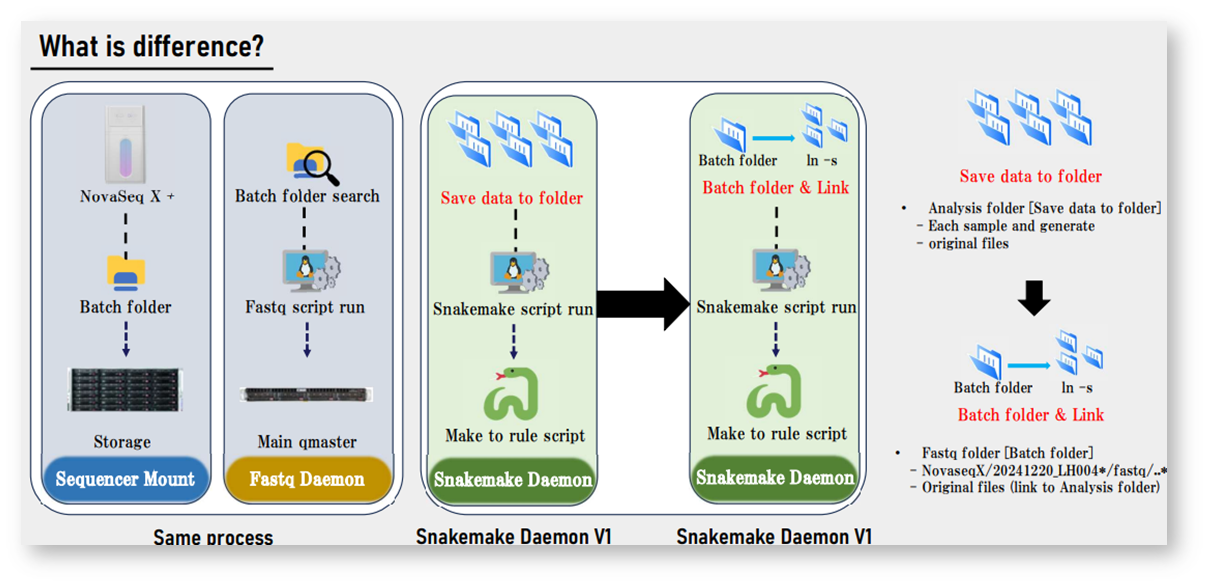 What is difference?
NovaSeq X +
Batch folder
Storage
Sequencer Mount
Batch folder search
Fastq script run
Main qmaster
Fastq Daemon
Same process
Save data to folder
Snakemake script run
Make to rule script
Snakemake Daemon
Snakemake Daemon V1
Batch folder
ln -s
Batch folder & Link
Snakemake script run
Make to rule script
Snakemake Daemon
Snakemake Daemon V1
Save data to folder
• Analysis folder [Save data to folder]
- Each sample and generate
- original files
Batch folder
ln -s
Batch folder & Link
• Fastq folder [Batch folder]
- NovaseqX/20241220_LH004*/fastq/..*
- Original files (link to Analysis folder)